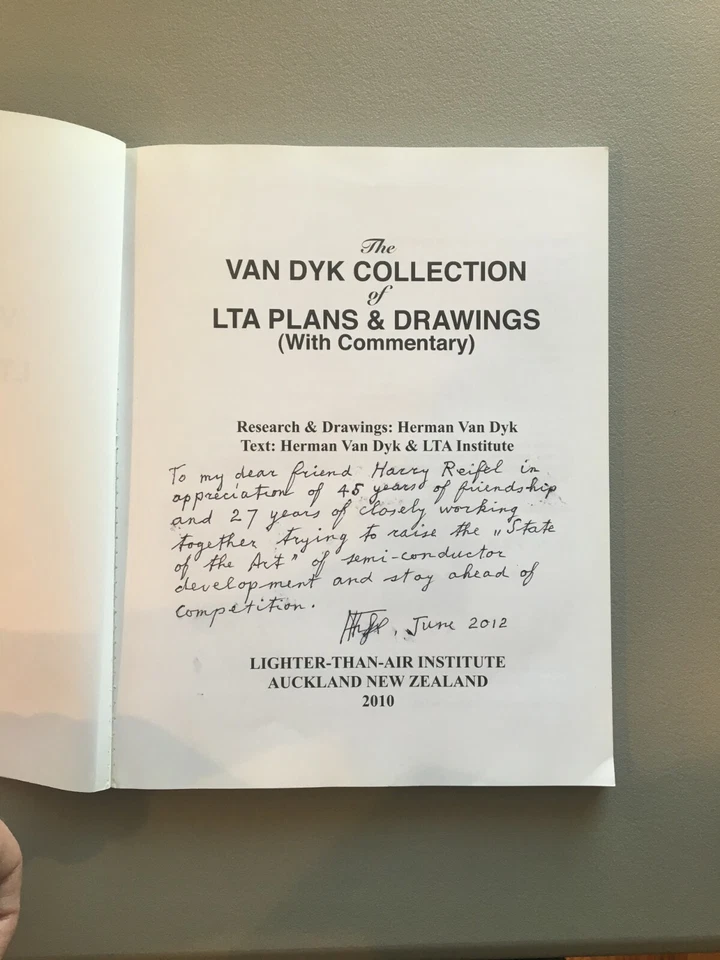 The
VAN DYK COLLECTION
of
LTA PLANS & DRAWINGS
(With Commentary)
Research & Drawings: Herman Van Dyk
Text: Herman Van Dyk & LTA Institute
To my dear friend Harry Reifel in
appreciation of 45 years of friendship
and 27 years of closely working
together trying to raise the „State
of the Art" of semi-conductor
development and stay ahead of
competition.
, June 2012
LIGHTER-THAN-AIR INSTITUTE
AUCKLAND NEW ZEALAND
2010